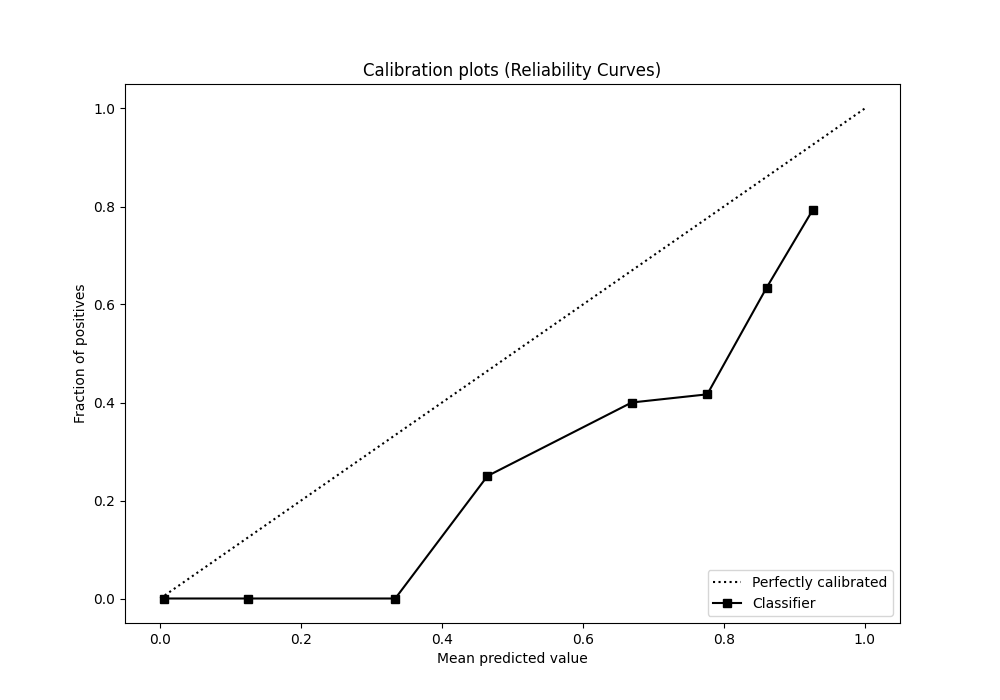 Calibration plots (Reliability Curves)
1.0
0.8
0.6
0.4
0.2
0.0
Fraction of positives
0.0 0.2 0.4 0.6 0.8 1.0
Mean predicted value
Perfectly calibrated
Classifier